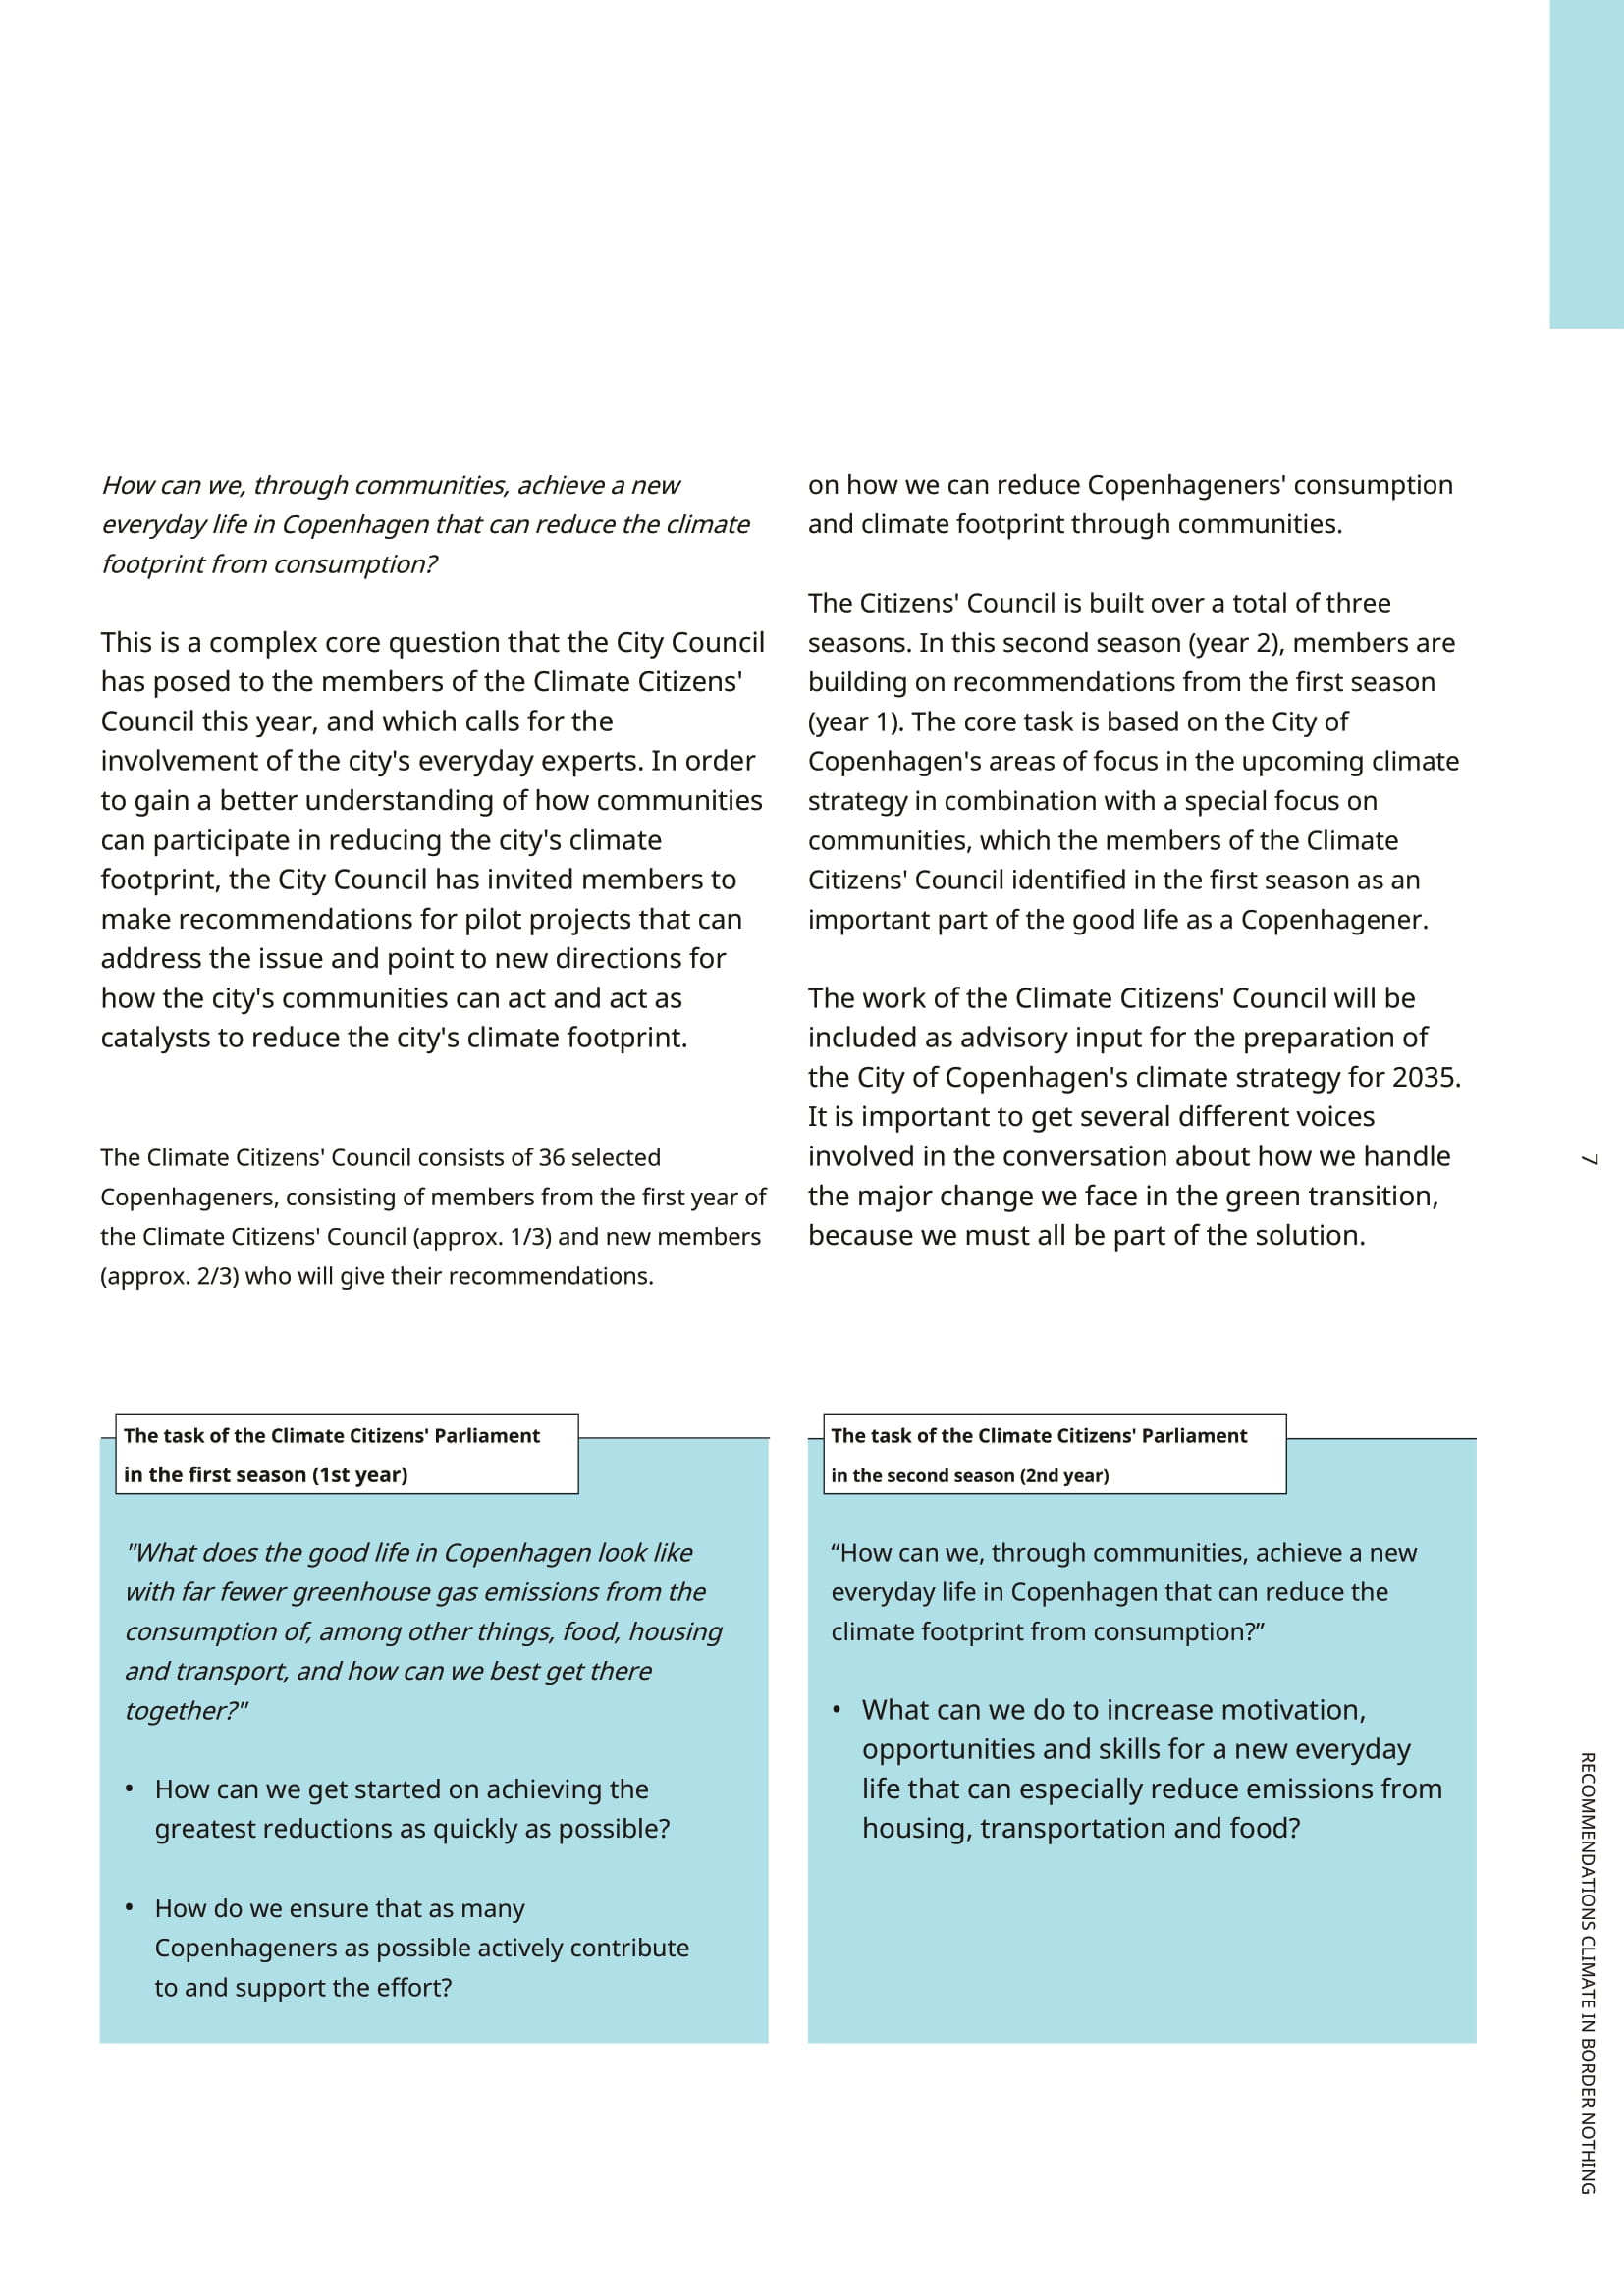 How can we, through communities, achieve a new
everyday life in Copenhagen that can reduce the climate
footprint from consumption?
This is a complex core question that the City Council
has posed to the members of the Climate Citizens'
Council this year, and which calls for the
involvement of the city's everyday experts. In order
to gain a better understanding of how communities
can participate in reducing the city's climate
footprint, the City Council has invited members to
make recommendations for pilot projects that can
address the issue and point to new directions for
how the city's communities can act and act as
catalysts to reduce the city's climate footprint.
The Climate Citizens' Council consists of 36 selected
Copenhageners, consisting of members from the first year of
the Climate Citizens' Council (approx. 1/3) and new members
(approx. 2/3) who will give their recommendations.
on how we can reduce Copenhageners' consumption
and climate footprint through communities.
The Citizens' Council is built over a total of three
seasons. In this second season (year 2), members are
building on recommendations from the first season
(year 1). The core task is based on the City of
Copenhagen's areas of focus in the upcoming climate
strategy in combination with a special focus on
communities, which the members of the Climate
Citizens' Council identified in the first season as an
important part of the good life as a Copenhagener.
The work of the Climate Citizens' Council will be
included as advisory input for the preparation of
the City of Copenhagen's climate strategy for 2035.
It is important to get several different voices
involved in the conversation about how we handle
the major change we face in the green transition,
because we must all be part of the solution.
The task of the Climate Citizens' Parliament
in the first season (1st year)
"What does the good life in Copenhagen look like
with far fewer greenhouse gas emissions from the
consumption of, among other things, food, housing
and transport, and how can we best get there
together?"
• How can we get started on achieving the
greatest reductions as quickly as possible?
• How do we ensure that as many
Copenhageners as possible actively contribute
to and support the effort?
The task of the Climate Citizens' Parliament
in the second season (2nd year)
“How can we, through communities, achieve a new
everyday life in Copenhagen that can reduce the
climate footprint from consumption?”
• What can we do to increase motivation,
opportunities and skills for a new everyday
life that can especially reduce emissions from
housing, transportation and food?
7
RECOMMENDATIONS CLIMATE IN BORDER NOTHING